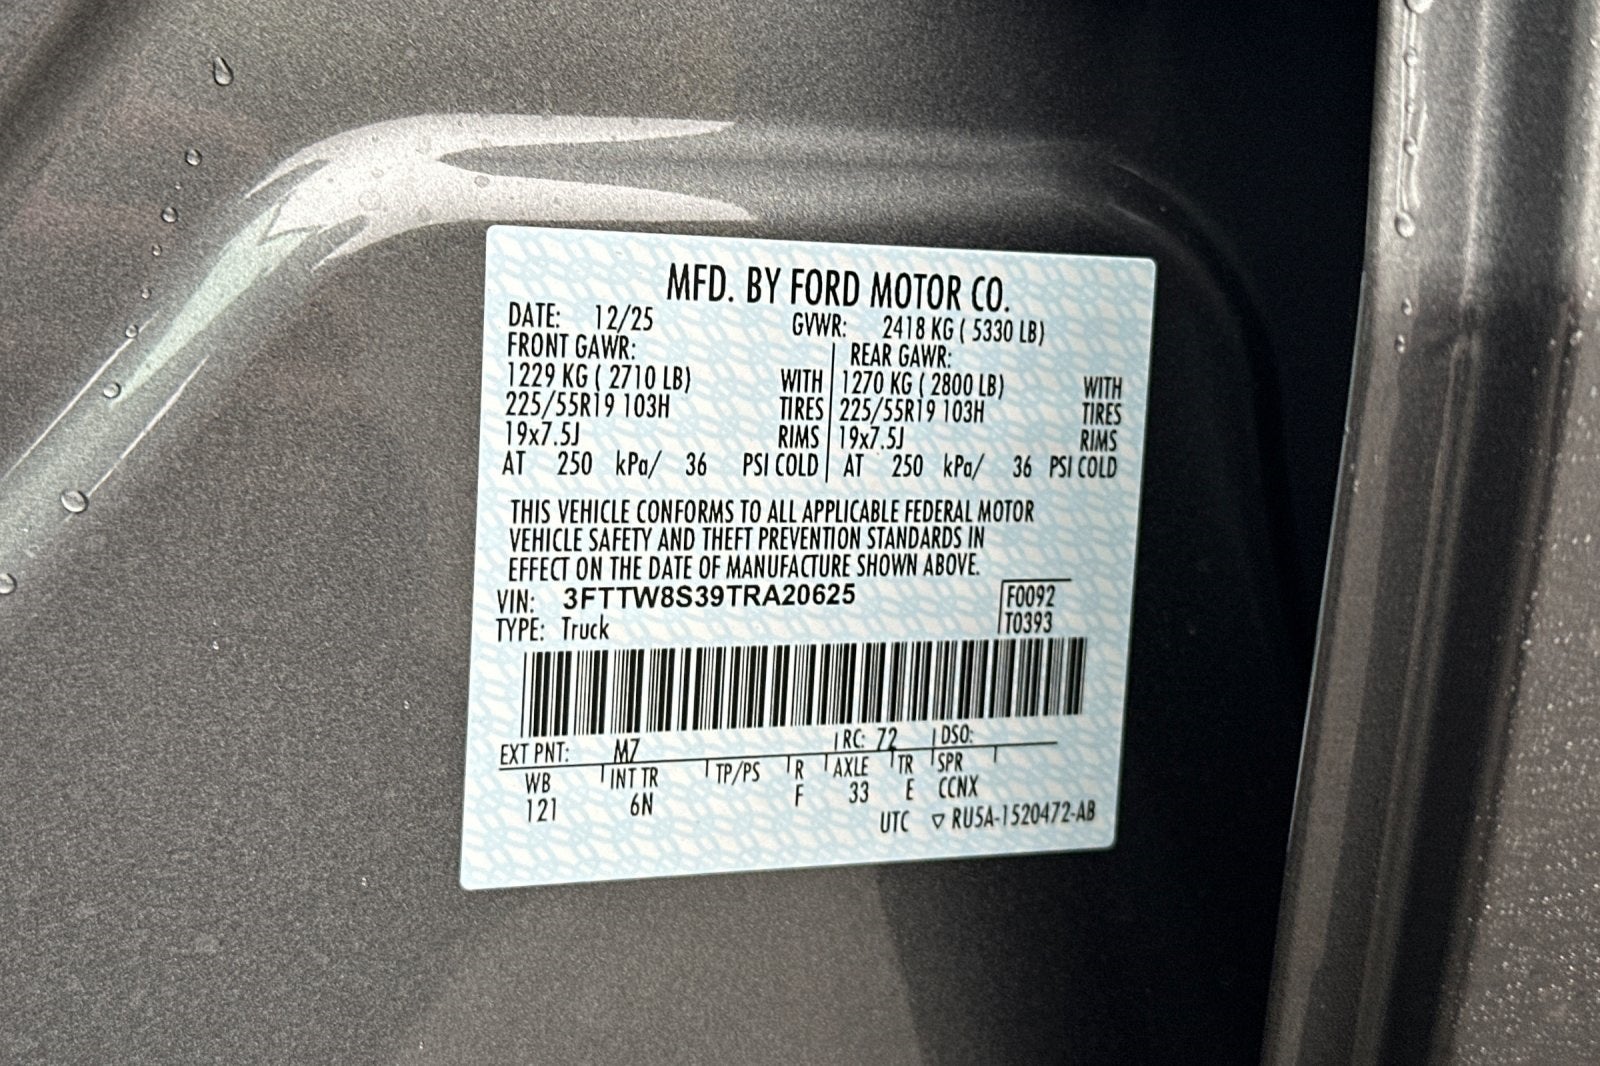 MFD. BY FORD MOTOR CO.
DATE: 12/25 GVWR: 2418 KG ( 5330 LB)
FRONT GAWR: REAR GAWR:
1229 KG ( 2710 LB) WITH 1270 KG ( 2800 LB) WITH
225/55R19 103H TIRES 225/55R19 103H TIRES
19x7.5J RIMS 19x7.5J RIMS
AT 250 kPa/ 36 PSI COLD AT 250 kPa/ 36 PSI COLD
THIS VEHICLE CONFORMS TO ALL APPLICABLE FEDERAL MOTOR
VEHICLE SAFETY AND THEFT PREVENTION STANDARDS IN
EFFECT ON THE DATE OF MANUFACTURE SHOWN ABOVE.
VIN: 3FTTW8S39TRA20625 F0092
TYPE: Truck T0393
EXT PNT: M7 RC: 72 DSO:
WB INT TR TP/PS R AXLE TR SPR
121 6N F 33 E CCNX
UTC ▽ RU5A-1520472-AB